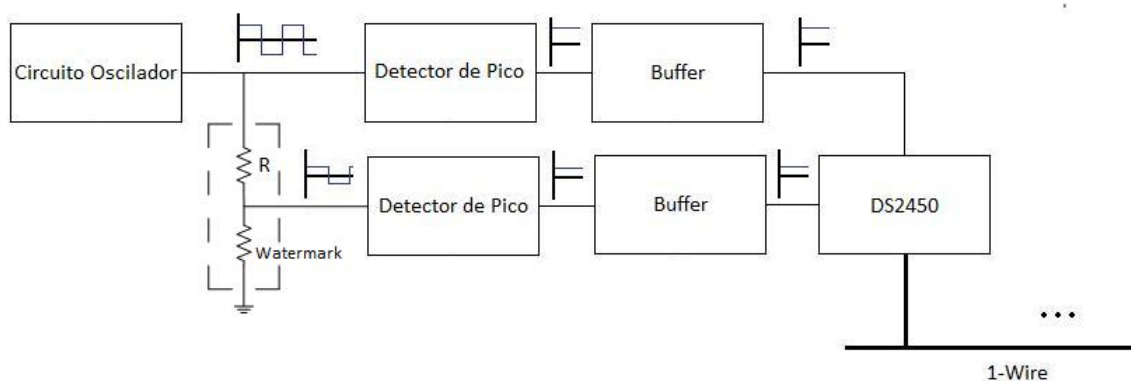 Circuito Oscilador
Detector de Pico
Buffer
R
Watermark
Detector de Pico
Buffer
DS2450
...
1-Wire